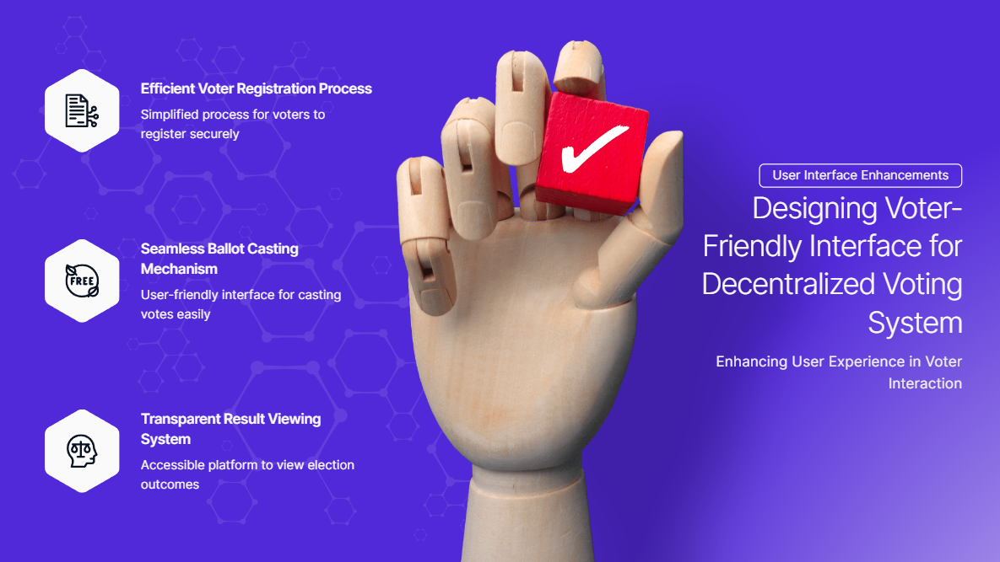 Efficient Voter Registration Process
Simplified process for voters to
register securely
FREE
Seamless Ballot Casting
Mechanism
User-friendly interface for casting
votes easily
Transparent Result Viewing
System
Accessible platform to view election
outcomes
User Interface Enhancements
Designing Voter-
Friendly Interface for
Decentralized Voting
System
Enhancing User Experience in Voter
Interaction